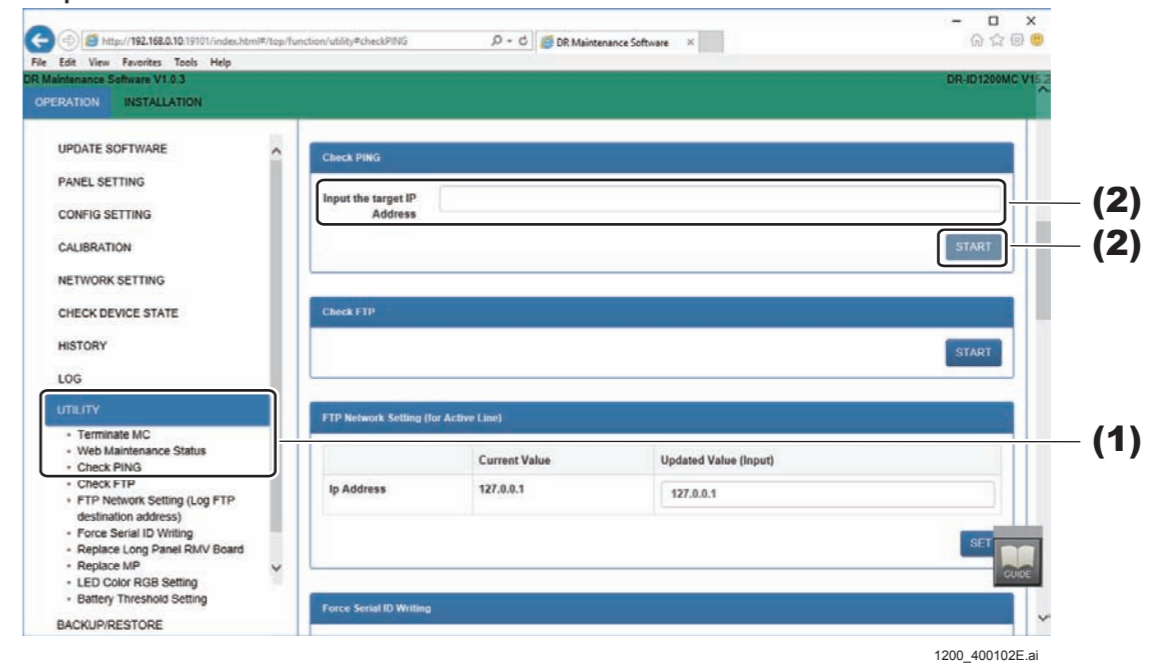 http://192.168.0.10:19101/index.html#/top/function/utility#checkPING
DR Maintenance Software
File Edit View Favorites Tools Help
DR Maintenance Software V1.0.3
DR-ID1200MC V15.2
OPERATION INSTALLATION
UPDATE SOFTWARE
PANEL SETTING
CONFIG SETTING
CALIBRATION
NETWORK SETTING
CHECK DEVICE STATE
HISTORY
LOG
UTILITY
• Terminate MC
• Web Maintenance Status
• Check PING
• Check FTP
• FTP Network Setting (Log FTP
destination address)
• Force Serial ID Writing
• Replace Long Panel RMV Board
• Replace MP
• LED Color RGB Setting
• Battery Threshold Setting
BACKUP/RESTORE
Check PING
Input the target IP
Address
(2)
START
(2)
Check FTP
START
FTP Network Setting (for Active Line)
(1)
Current Value Updated Value (Input)
Ip Address 127.0.0.1 127.0.0.1
SET
GUIDE
Force Serial ID Writing
1200_400102E.ai